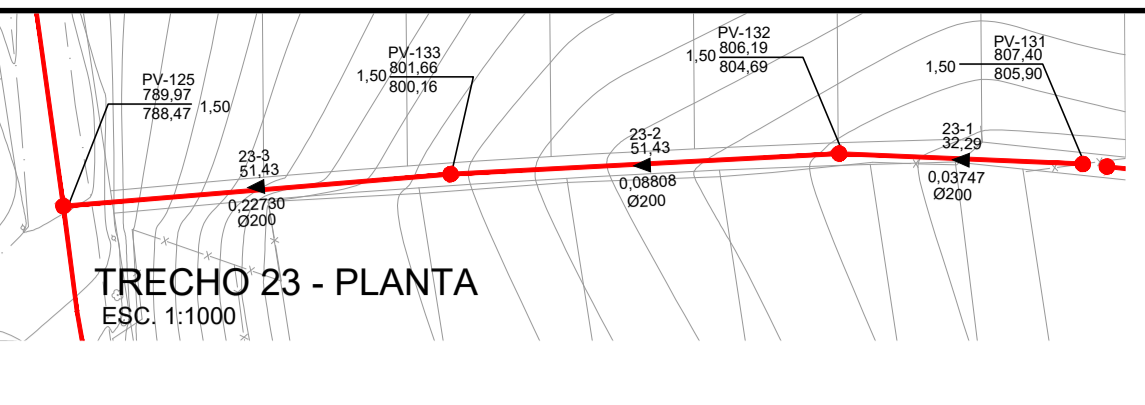 PV-125
789,97
788,47
1,50
PV-133
801,66
800,16
1,50
PV-132
806,19
804,69
1,50
PV-131
807,40
805,90
1,50
23-3
51,43
0,22730
Ø200
23-2
51,43
0,08808
Ø200
23-1
32,29
0,03747
Ø200
TRECHO 23 - PLANTA
ESC. 1:1000